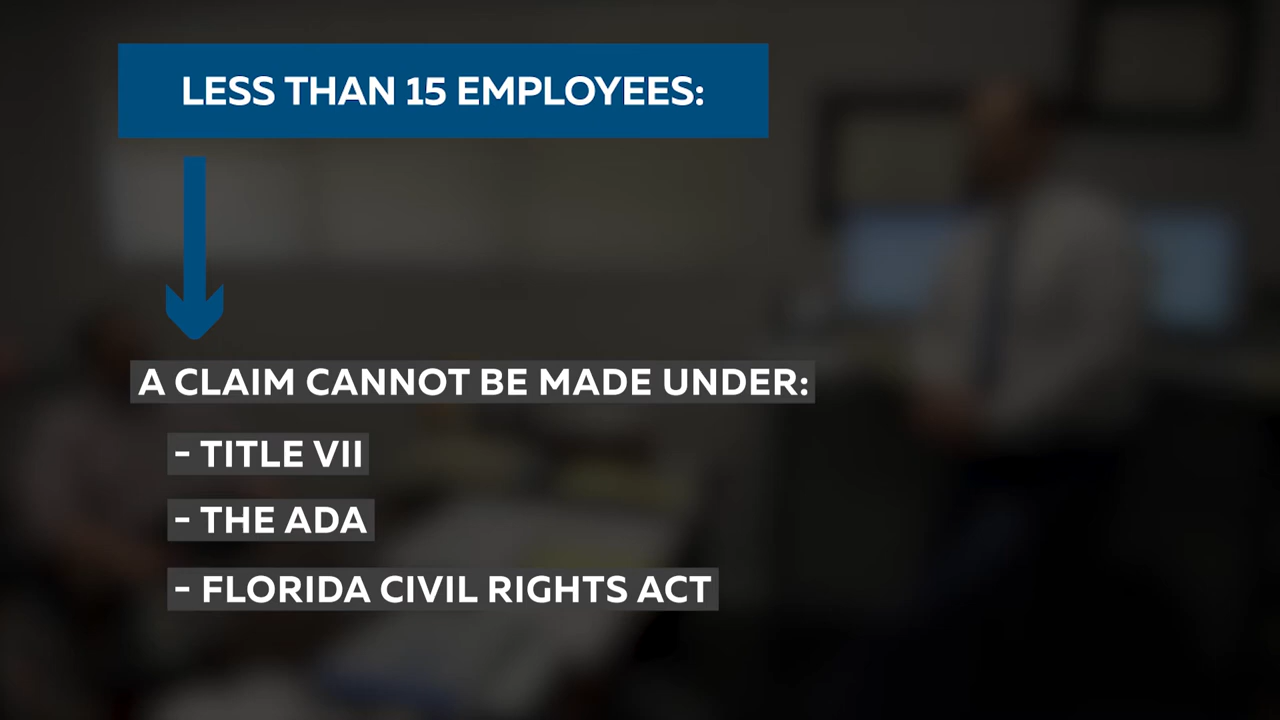 LESS THAN 15 EMPLOYEES:
A CLAIM CANNOT BE MADE UNDER:
- TITLE VII
- THE ADA
- FLORIDA CIVIL RIGHTS ACT